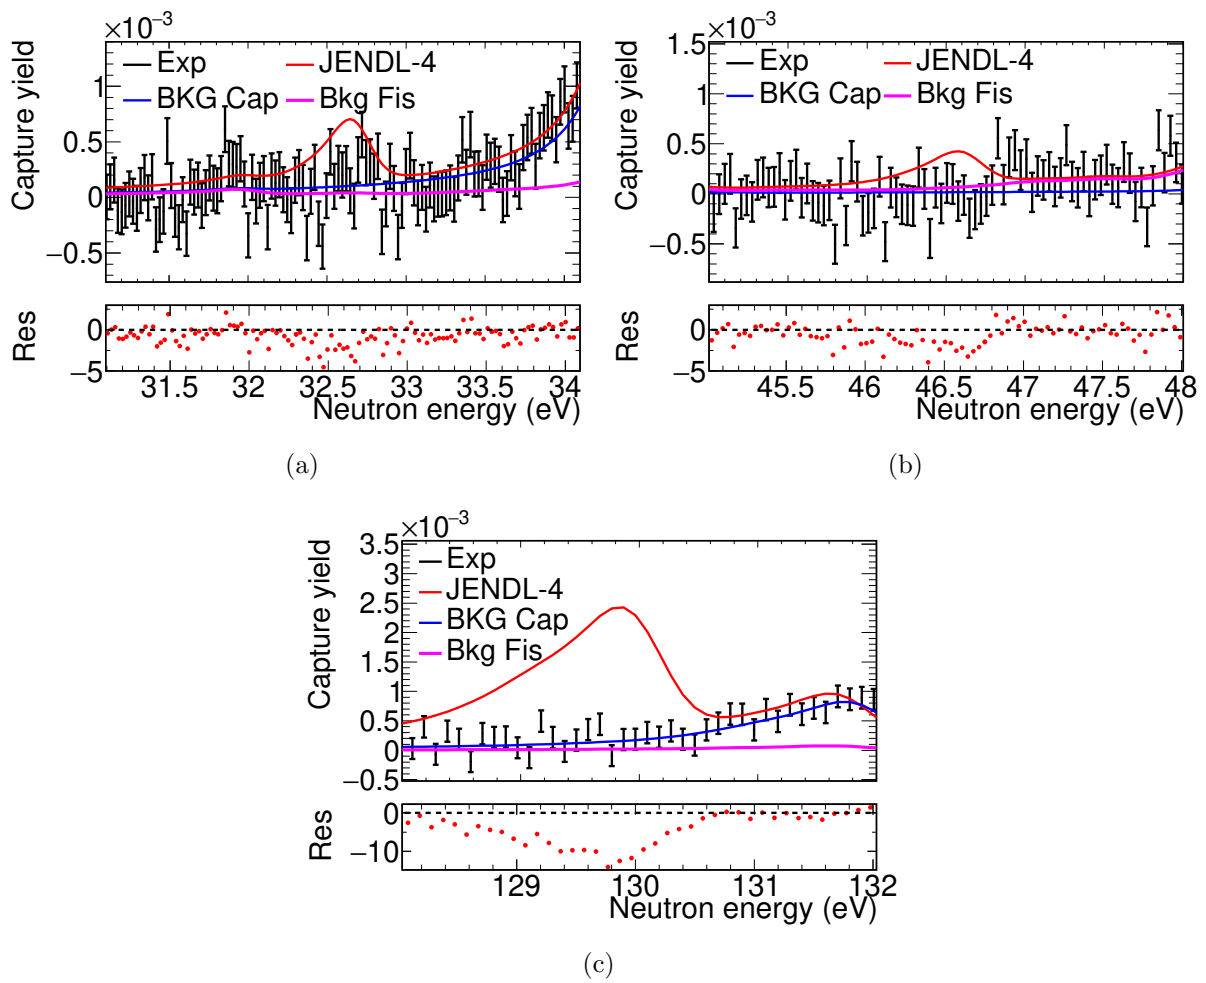 ×10−3
Capture yield
Exp
JENDL-4
BKG Cap
Bkg Fis
1
0.5
0
−0.5
Res
0
−5
31.5 32 32.5 33 33.5 34
Neutron energy (eV)
(a)
×10−3
Capture yield
Exp
JENDL-4
BKG Cap
Bkg Fis
1.5
1
0.5
0
−0.5
Res
0
−5
45.5 46 46.5 47 47.5 48
Neutron energy (eV)
(b)
×10−3
Capture yield
Exp
JENDL-4
BKG Cap
Bkg Fis
3.5
3
2.5
2
1.5
1
0.5
0
−0.5
Res
0
−10
129 130 131 132
Neutron energy (eV)
(c)